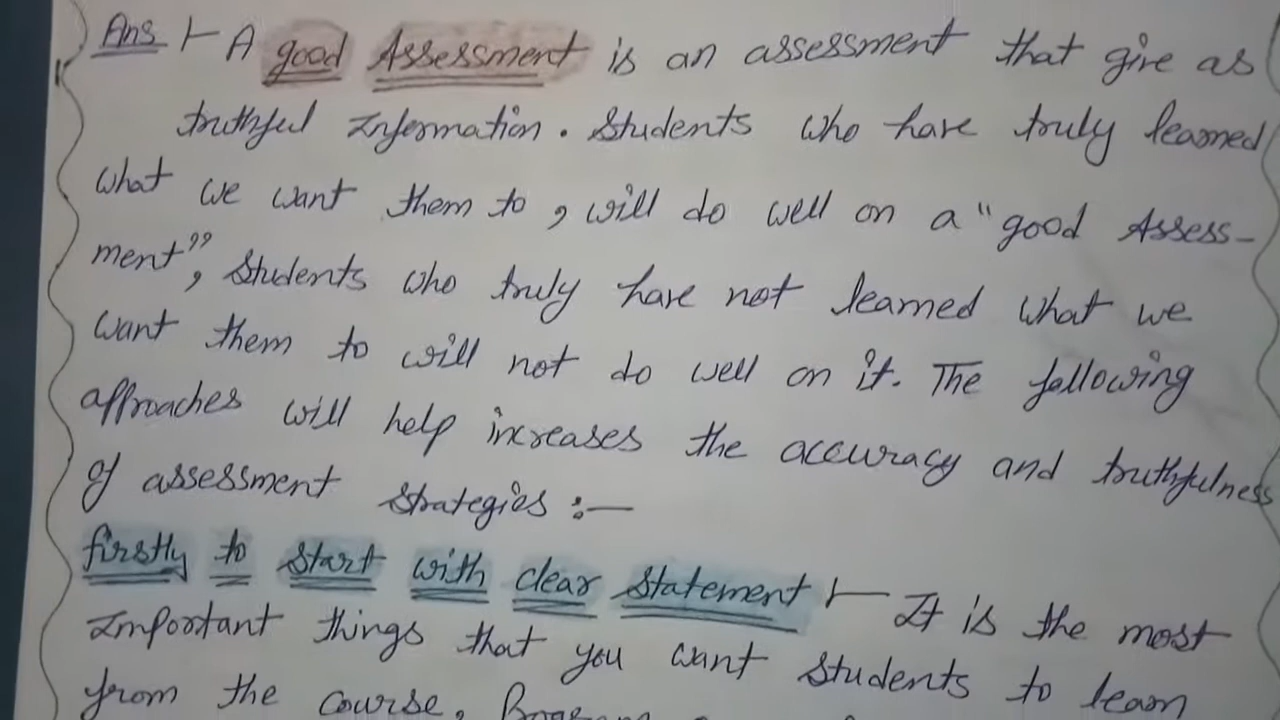 Ans :- A good Assessment is an assessment that give as
truthful Information. Students who have truly learned
what we want them to, will do well on a "good Assess-
ment", Students who truly have not learned what we
want them to will not do well on it. The following
approaches will help increases the accuracy and truthfulness
of assessment strategies :-
firstly to start with clear statement :- It is the most
Important things that you want students to learn
from the course.